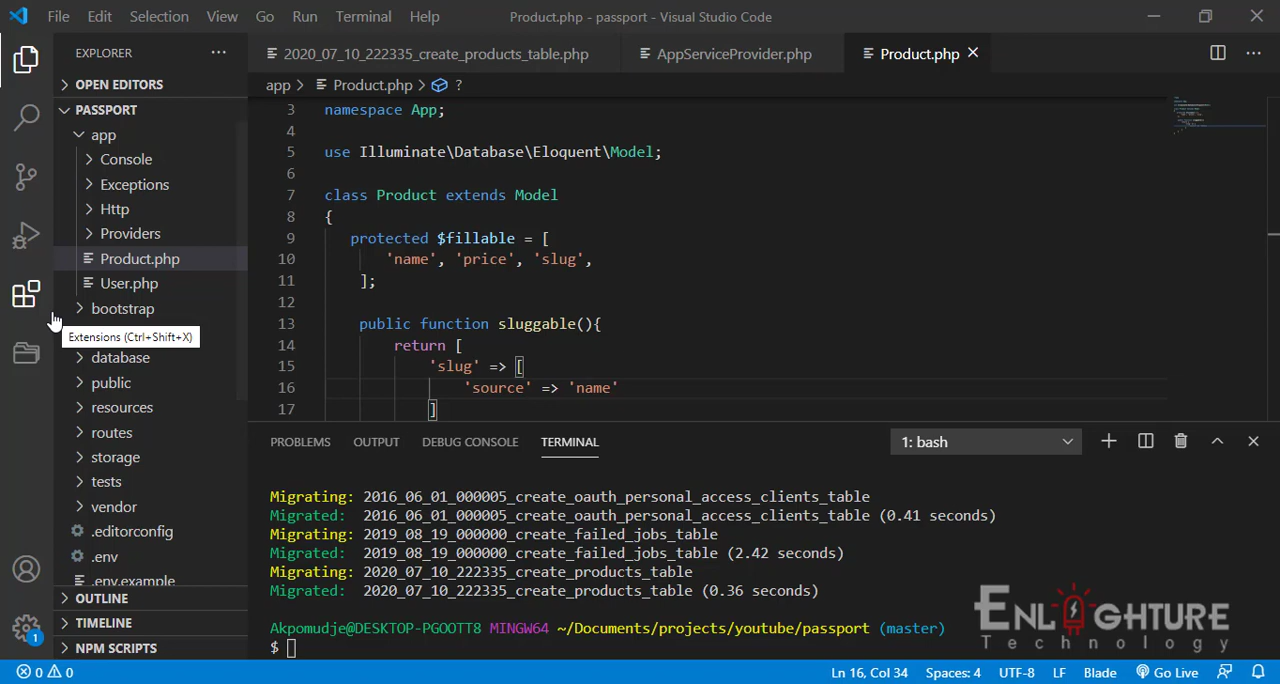 File Edit Selection View Go Run Terminal Help Product.php - passport - Visual Studio Code
EXPLORER
2020_07_10_222335_create_products_table.php AppServiceProvider.php Product.php
OPEN EDITORS
app > Product.php > ?
PASSPORT
app
Console
Exceptions
Http
Providers
Product.php
User.php
bootstrap
Extensions (Ctrl+Shift+X)
database
public
resources
routes
storage
tests
vendor
.editorconfig
.env
.env.example
OUTLINE
TIMELINE
NPM SCRIPTS
3 namespace App;
4
5 use Illuminate\Database\Eloquent\Model;
6
7 class Product extends Model
8 {
9 protected $fillable = [
10 'name', 'price', 'slug',
11 ];
12
13 public function sluggable(){
14 return [
15 'slug' => [
16 'source' => 'name'
17 ]
PROBLEMS OUTPUT DEBUG CONSOLE TERMINAL 1: bash
Migrating: 2016_06_01_000005_create_oauth_personal_access_clients_table
Migrated: 2016_06_01_000005_create_oauth_personal_access_clients_table (0.41 seconds)
Migrating: 2019_08_19_000000_create_failed_jobs_table
Migrated: 2019_08_19_000000_create_failed_jobs_table (2.42 seconds)
Migrating: 2020_07_10_222335_create_products_table
Migrated: 2020_07_10_222335_create_products_table (0.36 seconds)
Akpomudje@DESKTOP-PGOOTT8 MINGW64 ~/Documents/projects/youtube/passport (master)
$
ENLIGHTURE
Technology
1
0 0 Ln 16, Col 34 Spaces: 4 UTF-8 LF Blade Go Live